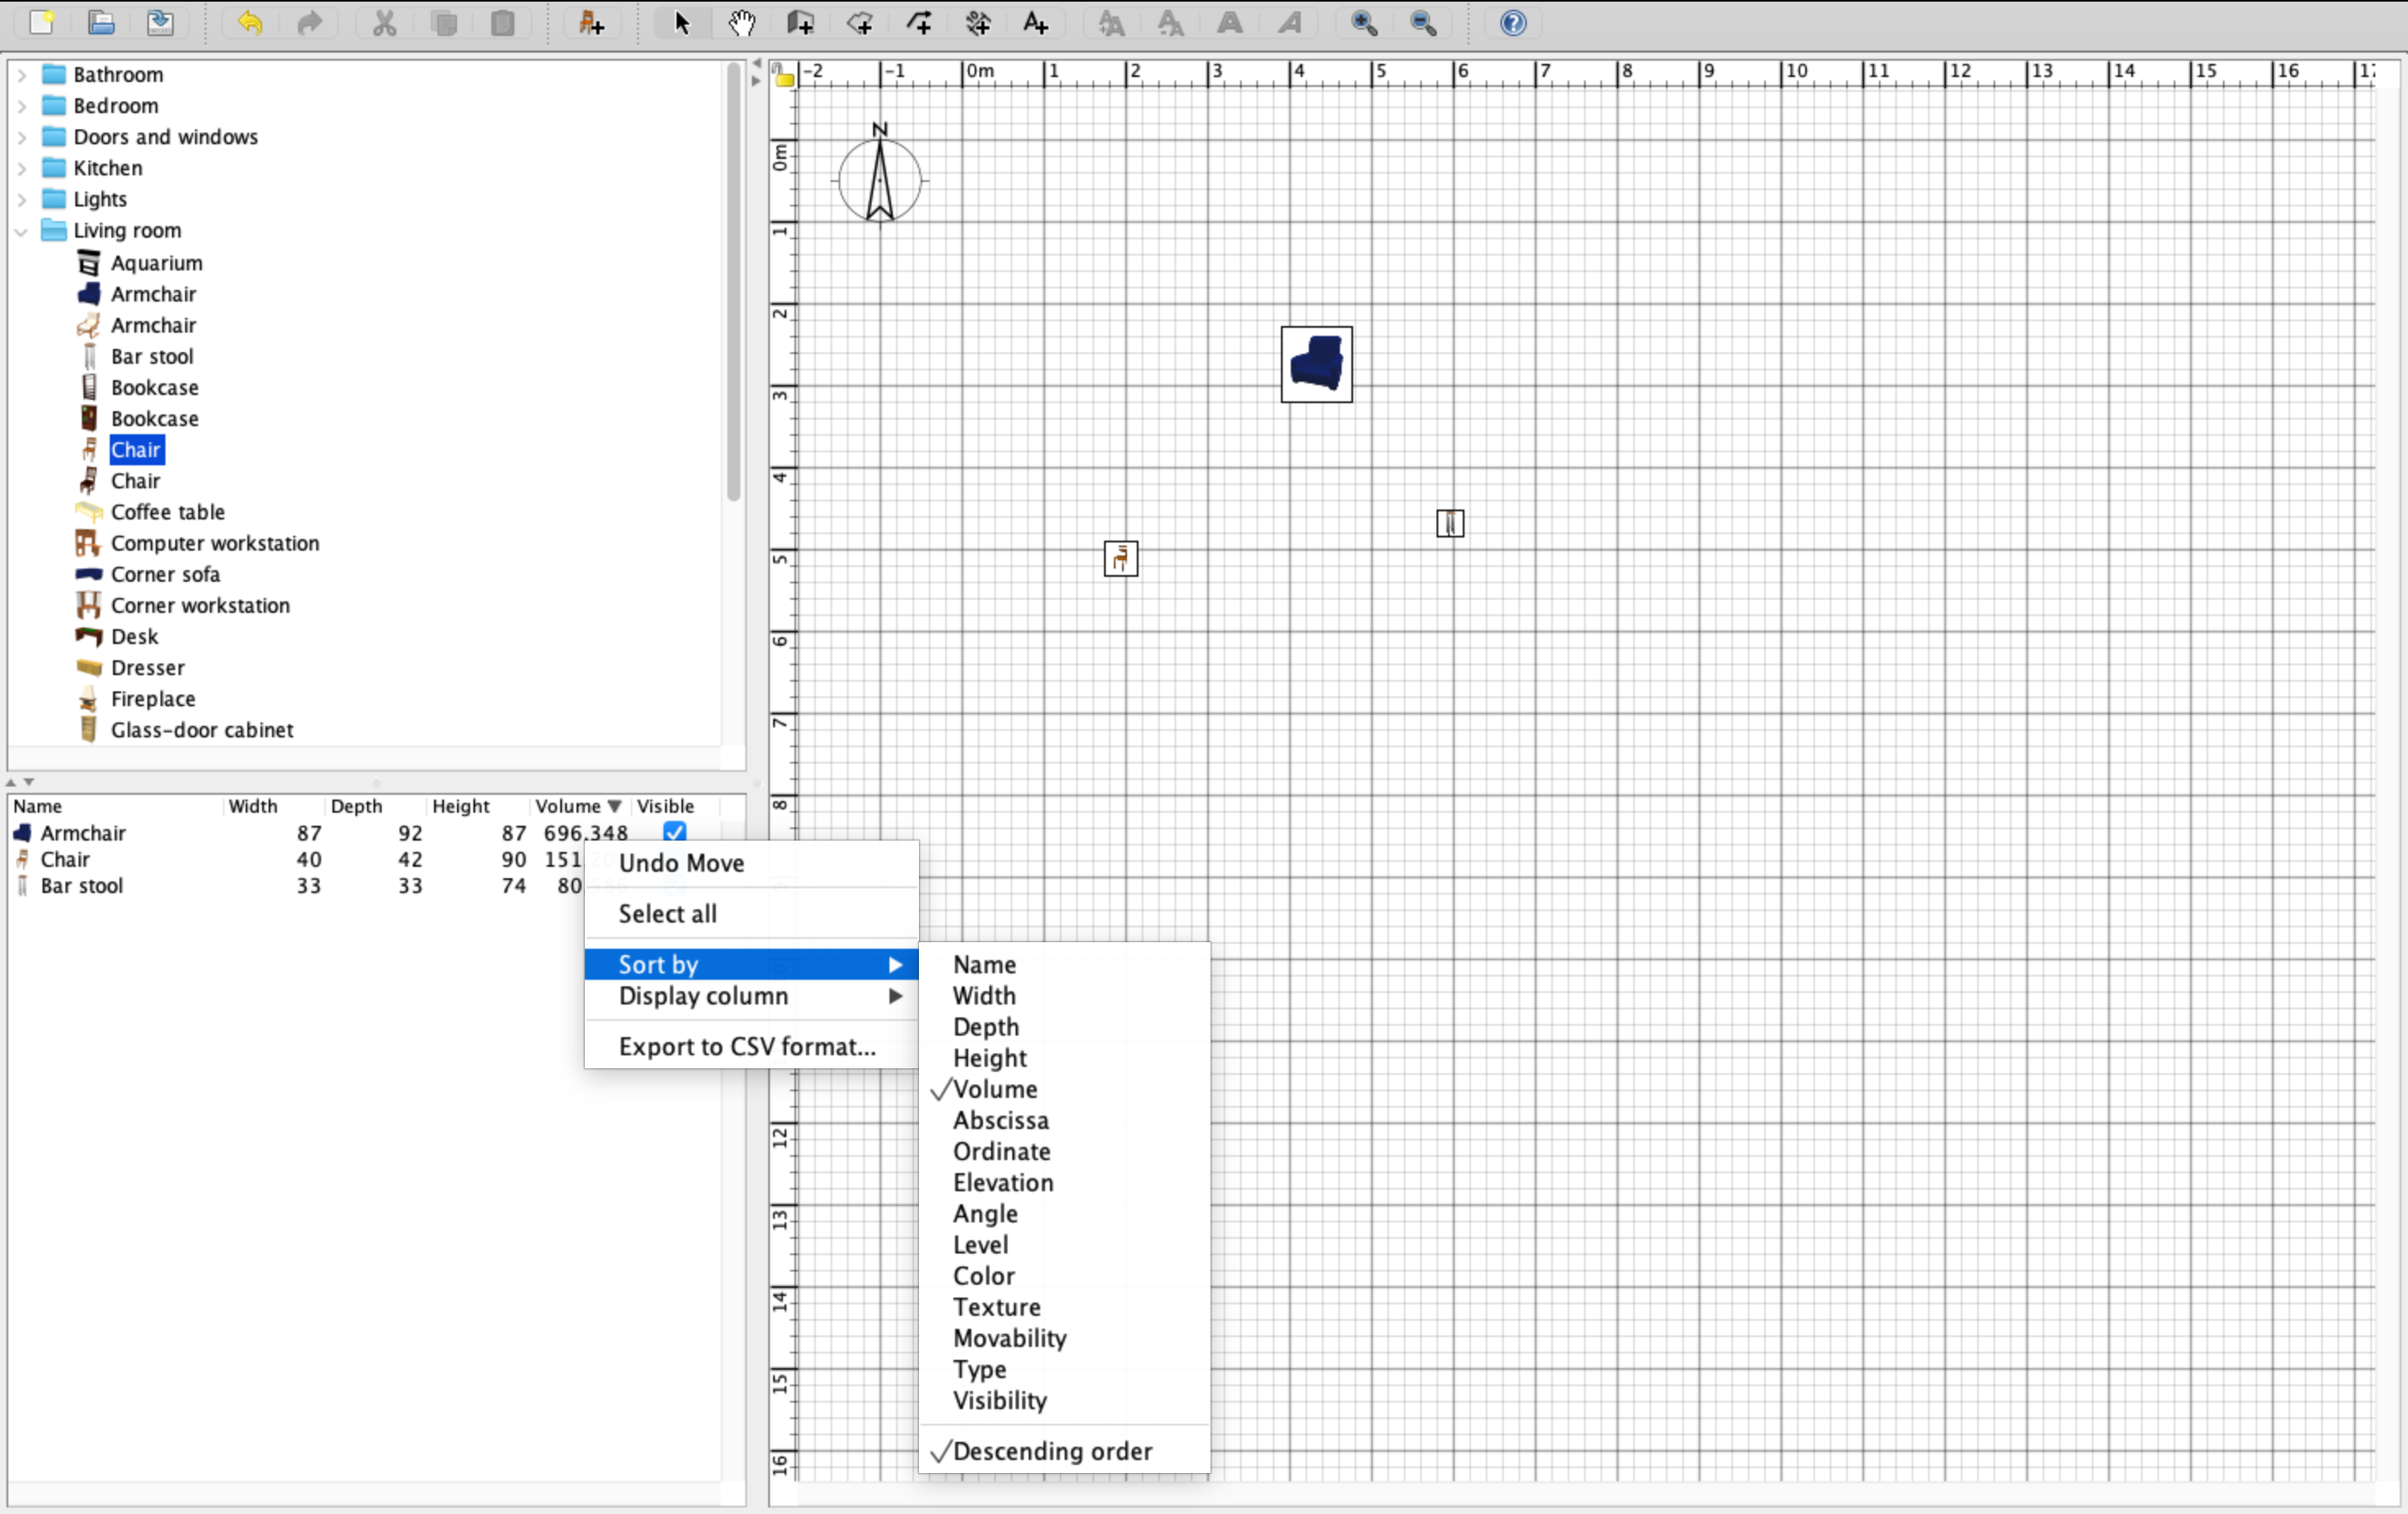 Bathroom
Bedroom
Doors and windows
Kitchen
Lights
Living room
Aquarium
Armchair
Armchair
Bar stool
Bookcase
Bookcase
Chair
Chair
Coffee table
Computer workstation
Corner sofa
Corner workstation
Desk
Dresser
Fireplace
Glass-door cabinet
Name Width Depth Height Volume Visible
Armchair 87 92 87 696,348
Chair 40 42 90 151
Bar stool 33 33 74 80
Undo Move
Select all
Sort by
Display column
Export to CSV format...
Name
Width
Depth
Height
Volume
Abscissa
Ordinate
Elevation
Angle
Level
Color
Texture
Movability
Type
Visibility
Descending order
-2 -1 0m 1 2 3 4 5 6 7 8 9 10 11 12 13 14 15 16
0m
1
2
3
4
5
6
7
8
12
13
14
15
16
N